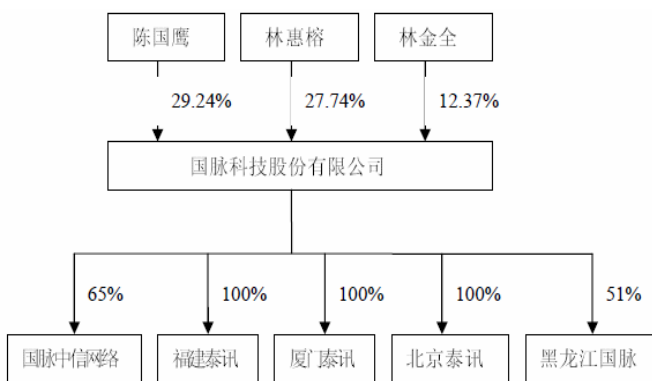 陈国鹰 林惠榕 林金全
29.24% 27.74% 12.37%
国脉科技股份有限公司
65% 100% 100% 100% 51%
国脉中信网络 福建泰讯 厦门泰讯 北京泰讯 黑龙江国脉